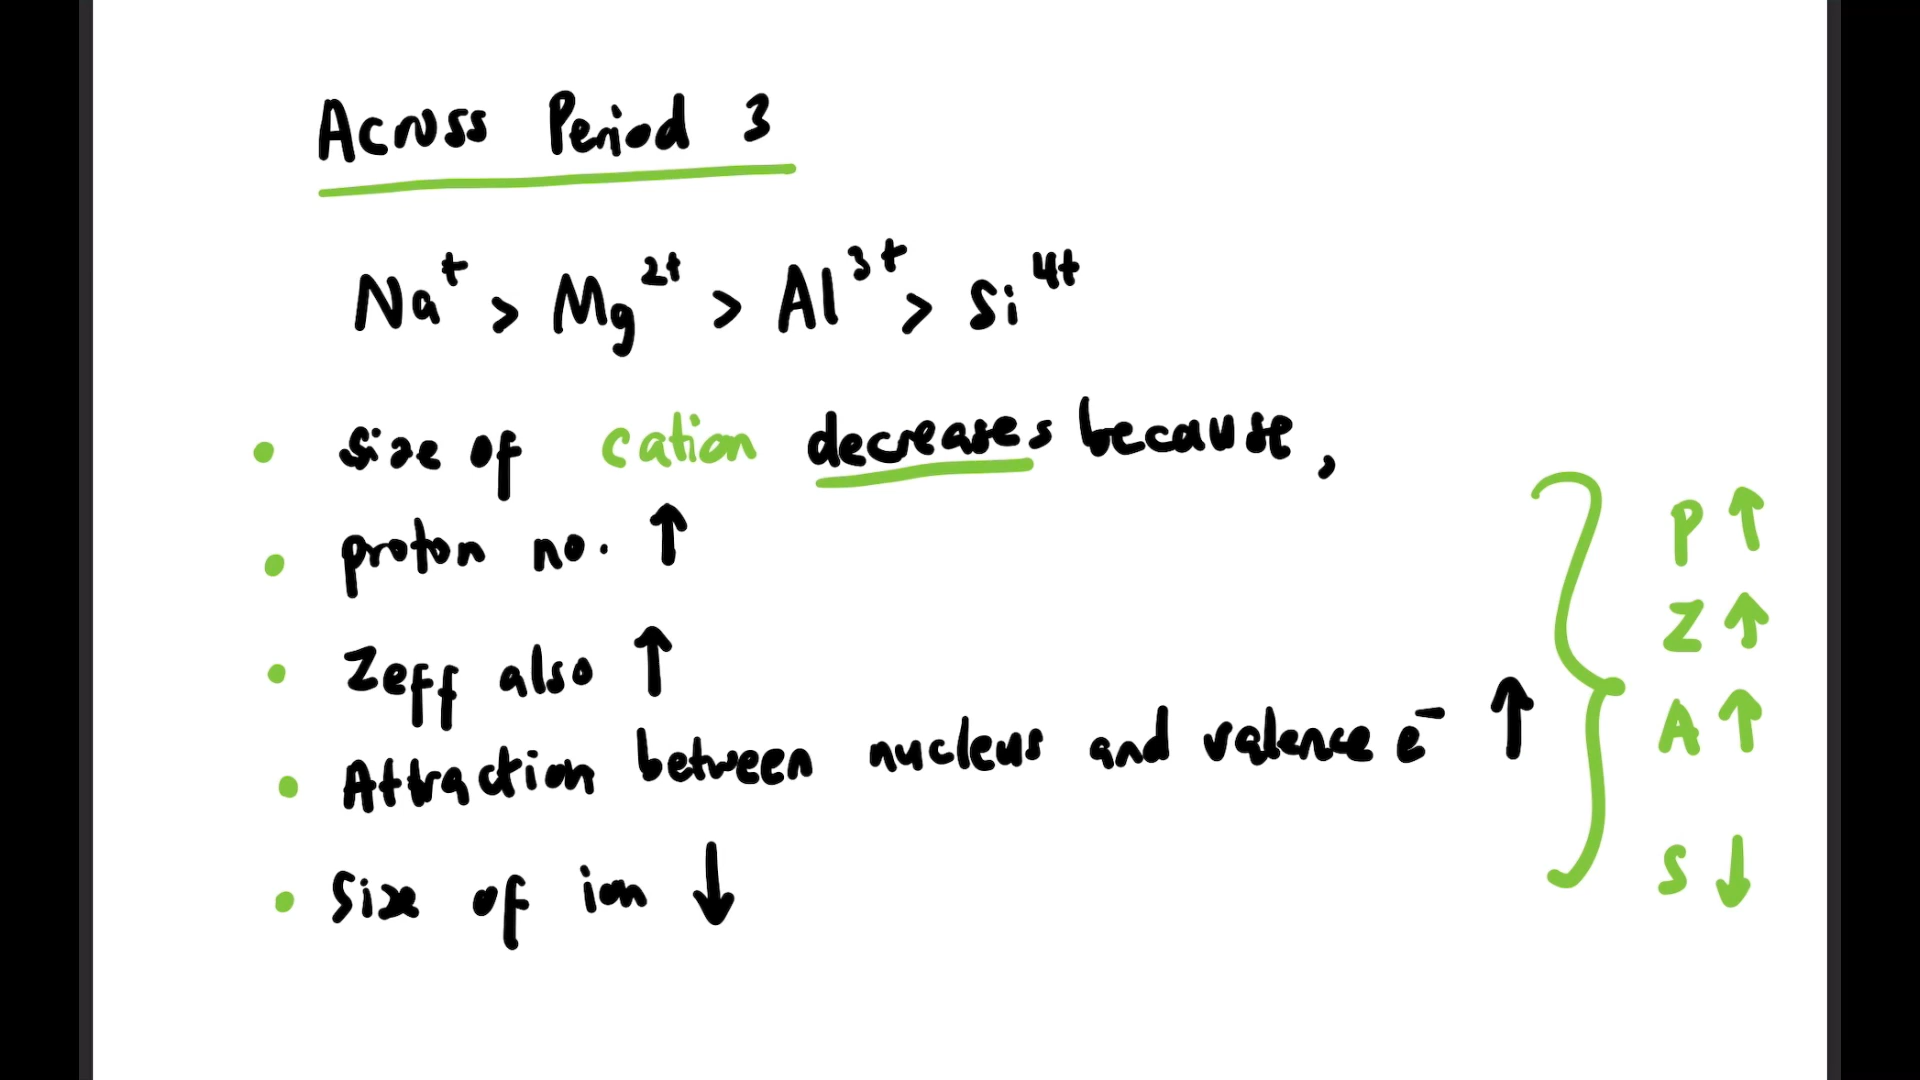 Across Period 3
Na⁺ > Mg²⁺ > Al³⁺ > Si⁴⁺
• size of cation decreases because,
• proton no. ↑
• Zeff also ↑
• Attraction between nucleus and valence e⁻ ↑
• Size of ion ↓
P ↑
Z ↑
A ↑
S ↓